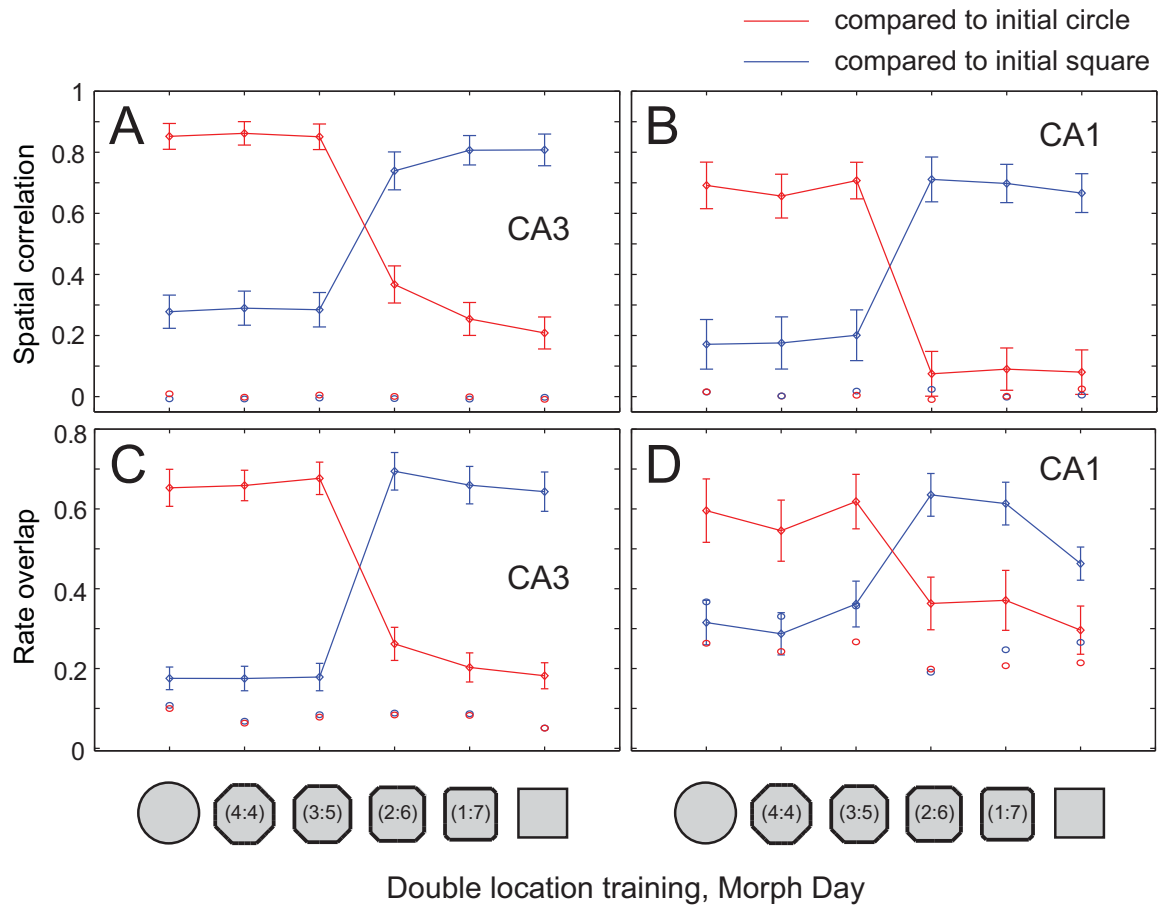 compared to initial circle
compared to initial square
A
B
CA3
CA1
Spatial correlation
1
0.8
0.6
0.4
0.2
0
C
D
CA3
CA1
Rate overlap
0.8
0.6
0.4
0.2
0
(4:4) (3:5) (2:6) (1:7) (4:4) (3:5) (2:6) (1:7)
Double location training, Morph Day